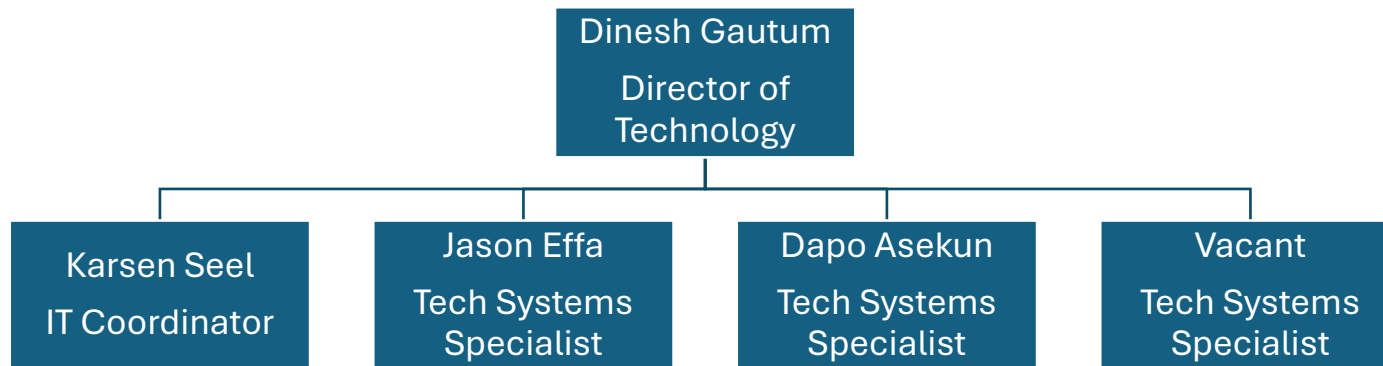 Dinesh Gautum
Director of
Technology
Karsen Seel
IT Coordinator
Jason Effa
Tech Systems
Specialist
Dapo Asekun
Tech Systems
Specialist
Vacant
Tech Systems
Specialist